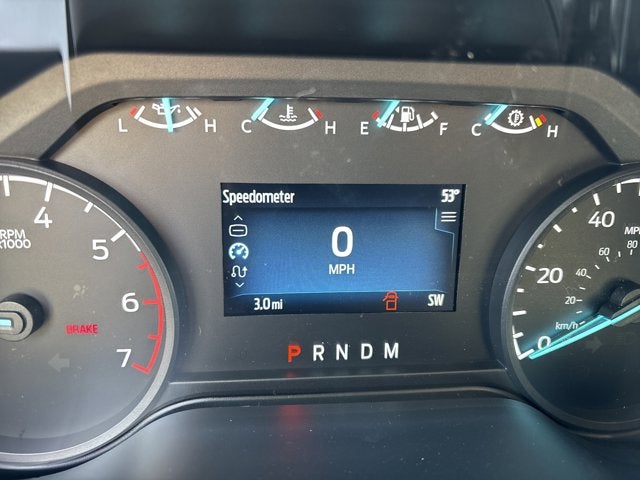 L H C H E F C H
Speedometer 53°
0
MPH
3.0 mi SW
P R N D M
4
5
6
7
RPM
X1000
BRAKE
40
20
0
MPH
80
60
40
20
km/h